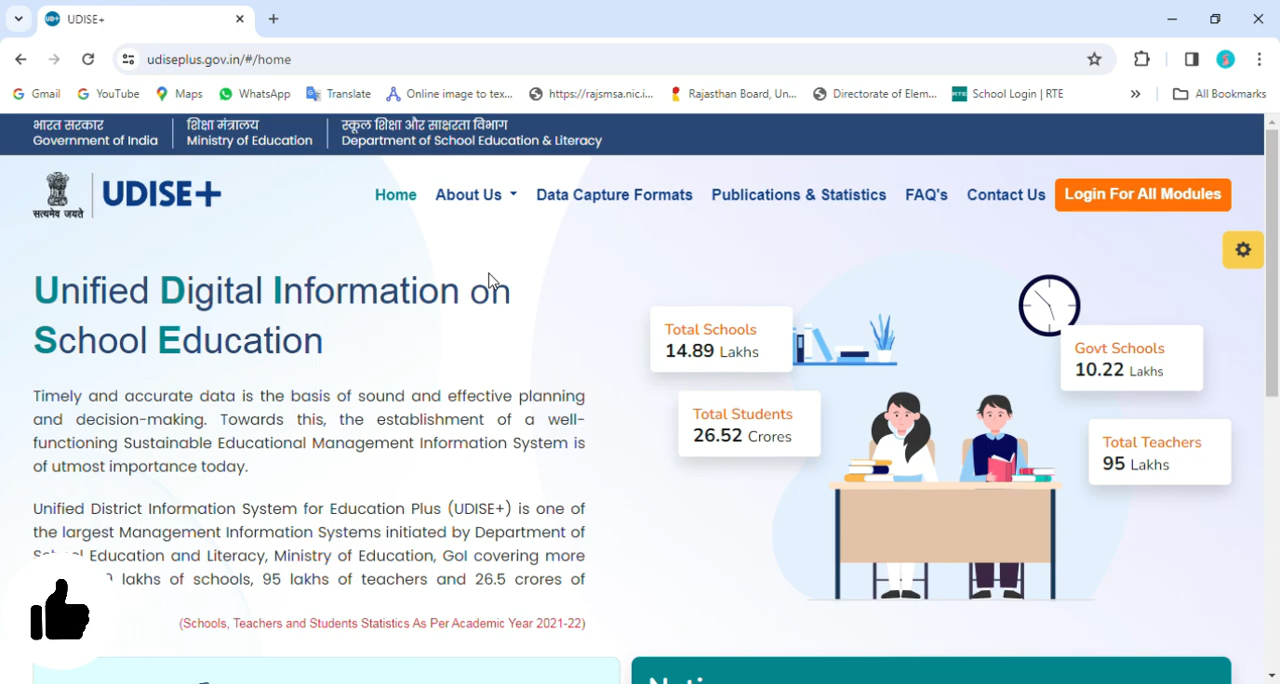 UDISE+
udiseplus.gov.in/#/home
Gmail YouTube Maps WhatsApp Translate Online image to tex... https://rajsmsa.nic.i... Rajasthan Board, Un... Directorate of Elem... RTE School Login | RTE » All Bookmarks
भारत सरकार शिक्षा मंत्रालय स्कूल शिक्षा और साक्षरता विभाग
Government of India Ministry of Education Department of School Education & Literacy
सत्यमेव जयते UDISE+ Home About Us Data Capture Formats Publications & Statistics FAQ's Contact Us Login For All Modules
Unified Digital Information on
School Education
Timely and accurate data is the basis of sound and effective planning
and decision-making. Towards this, the establishment of a well-
functioning Sustainable Educational Management Information System is
of utmost importance today.
Unified District Information System for Education Plus (UDISE+) is one of
the largest Management Information Systems initiated by Department of
Education and Literacy, Ministry of Education, GoI covering more
lakhs of schools, 95 lakhs of teachers and 26.5 crores of
(Schools, Teachers and Students Statistics As Per Academic Year 2021-22)
Total Schools
14.89 Lakhs
Total Students
26.52 Crores
Govt Schools
10.22 Lakhs
Total Teachers
95 Lakhs